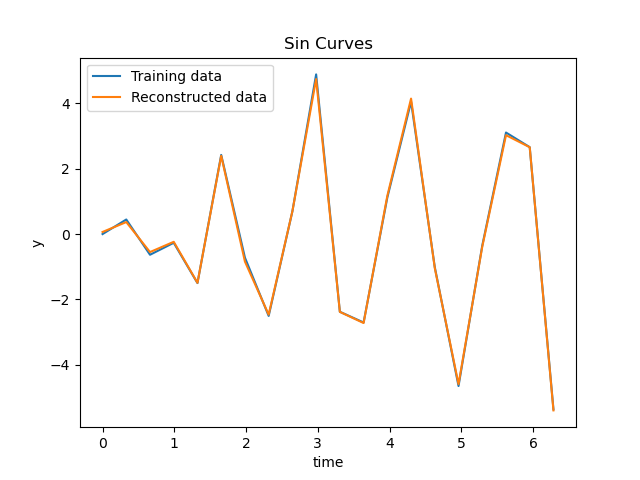 Sin Curves
Training data
Reconstructed data
4
2
0
−2
−4
y
0 1 2 3 4 5 6
time